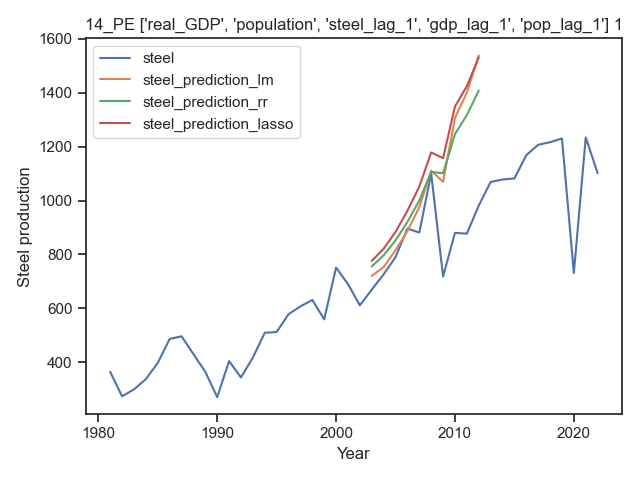 14_PE ['real_GDP', 'population', 'steel_lag_1', 'gdp_lag_1', 'pop_lag_1'] 1
1600
1400
1200
1000
800
600
400
Steel production
steel
steel_prediction_lm
steel_prediction_rr
steel_prediction_lasso
1980
1990
2000
2010
2020
Year